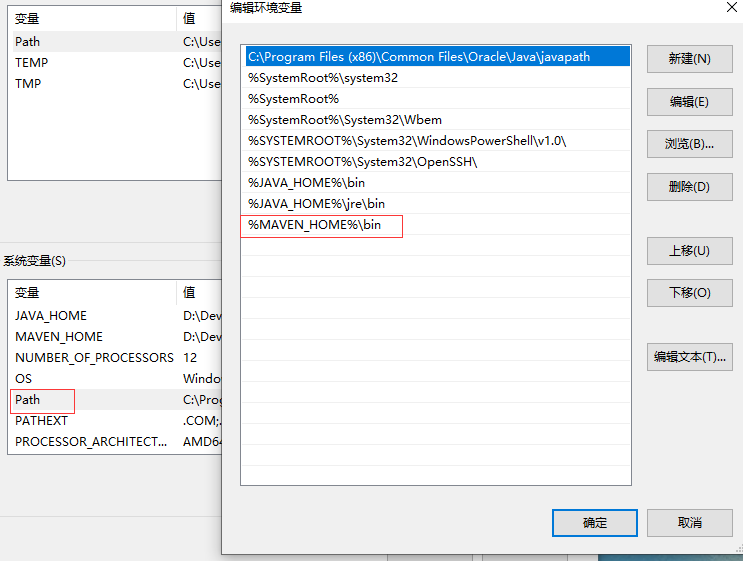 编辑环境变量
变量 值
Path C:\Use
TEMP C:\Use
TMP C:\Use
C:\Program Files (x86)\Common Files\Oracle\Java\javapath
%SystemRoot%\system32
%SystemRoot%
%SystemRoot%\System32\Wbem
%SYSTEMROOT%\System32\WindowsPowerShell\v1.0\
%SYSTEMROOT%\System32\OpenSSH\
%JAVA_HOME%\bin
%JAVA_HOME%\jre\bin
%MAVEN_HOME%\bin
新建(N)
编辑(E)
浏览(B)...
删除(D)
上移(U)
下移(O)
编辑文本(T)...
系统变量(S)
变量 值
JAVA_HOME D:\Dev
MAVEN_HOME D:\Dev
NUMBER_OF_PROCESSORS 12
OS Windo
Path C:\Prog
PATHEXT .COM;.
PROCESSOR_ARCHITECT... AMD64
确定
取消